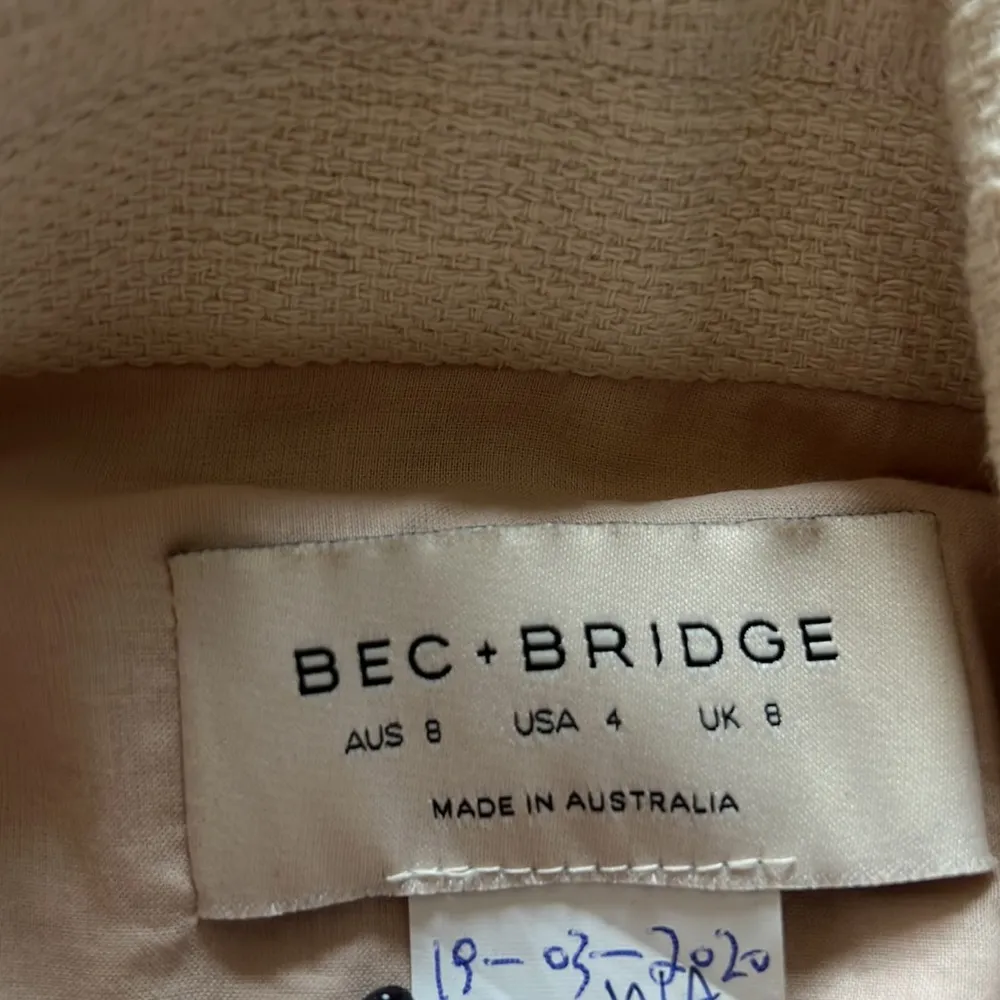 BEC + BRIDGE
AUS 8 USA 4 UK 8
MADE IN AUSTRALIA
19-03-2020